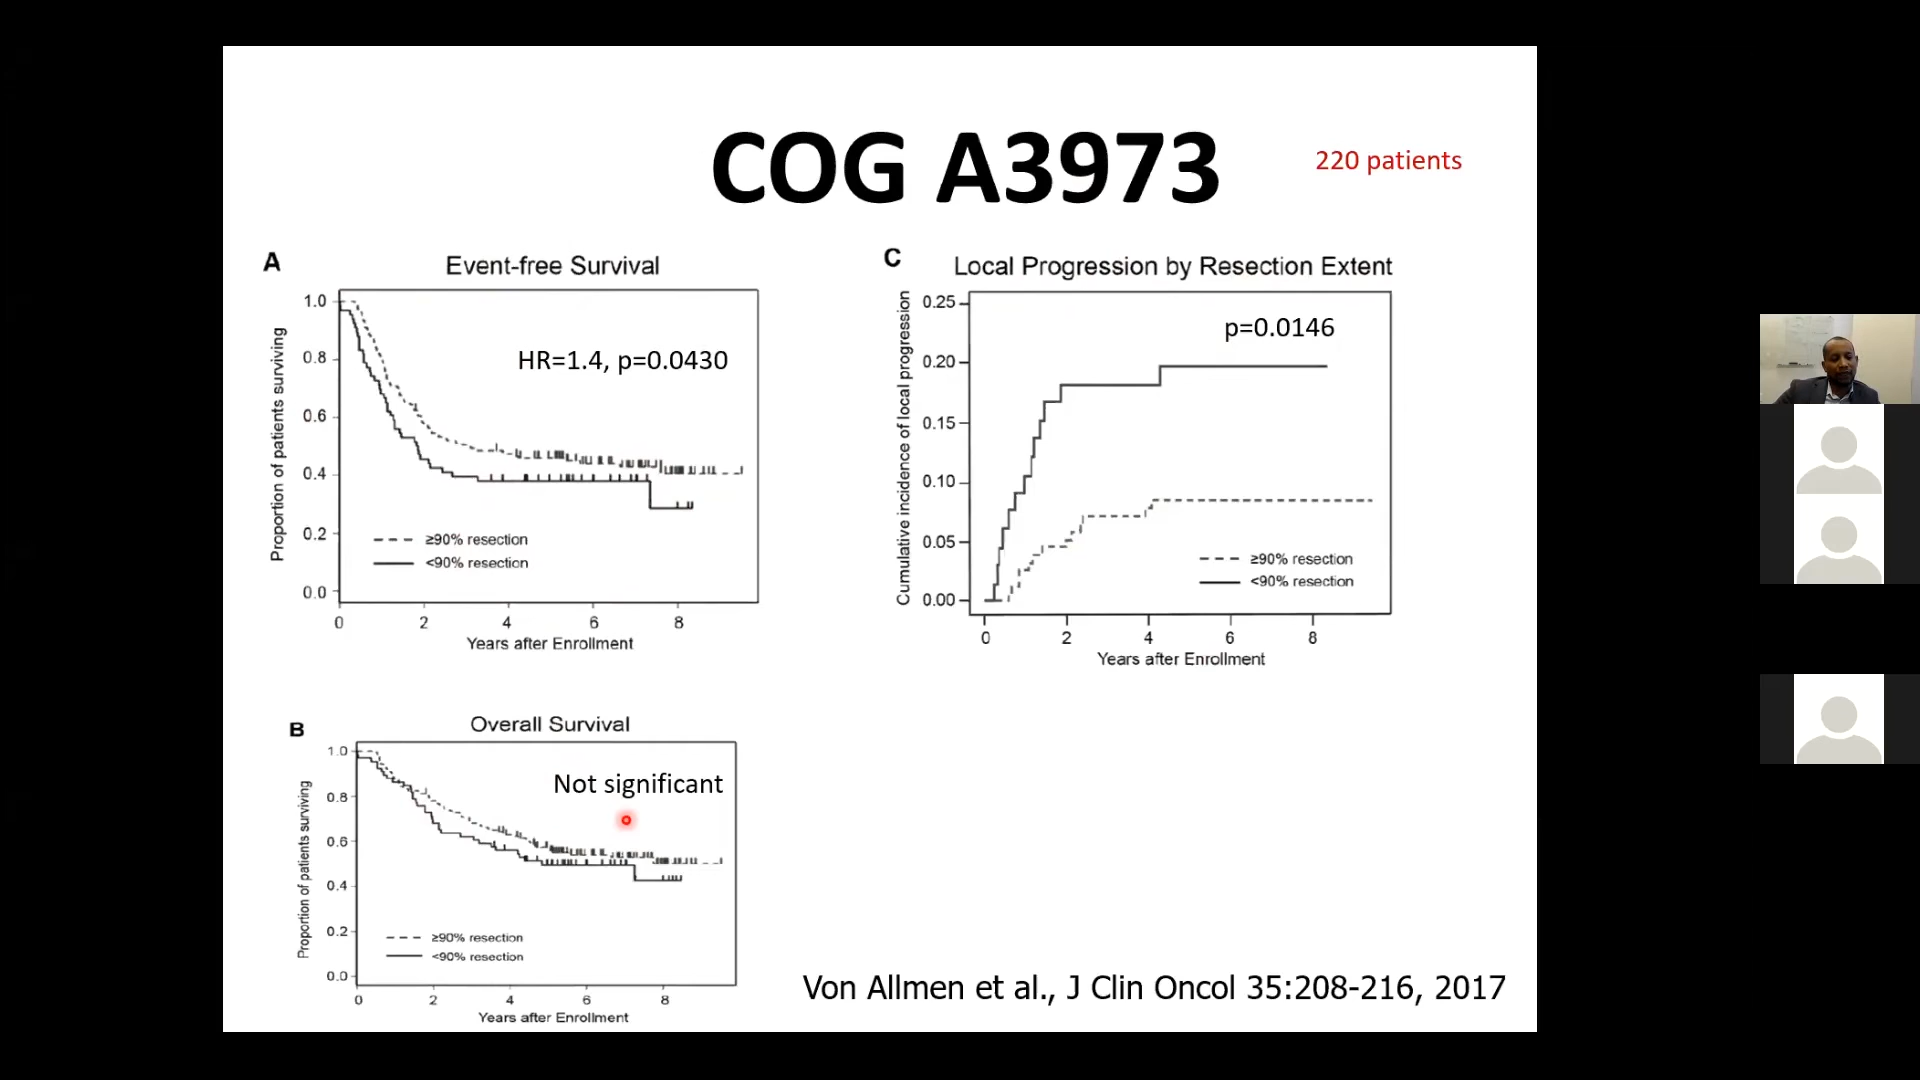 COG A3973
220 patients
A
Event-free Survival
Proportion of patients surviving
1.0
0.8
0.6
0.4
0.2
0.0
HR=1.4, p=0.0430
≥90% resection
<90% resection
0 2 4 6 8
Years after Enrollment
C
Local Progression by Resection Extent
Cumulative incidence of local progression
0.25
0.20
0.15
0.10
0.05
0.00
p=0.0146
≥90% resection
<90% resection
0 2 4 6 8
Years after Enrollment
B
Overall Survival
Proportion of patients surviving
1.0
0.8
0.6
0.4
0.2
0.0
Not significant
≥90% resection
<90% resection
0 2 4 6 8
Years after Enrollment
Von Allmen et al., J Clin Oncol 35:208-216, 2017